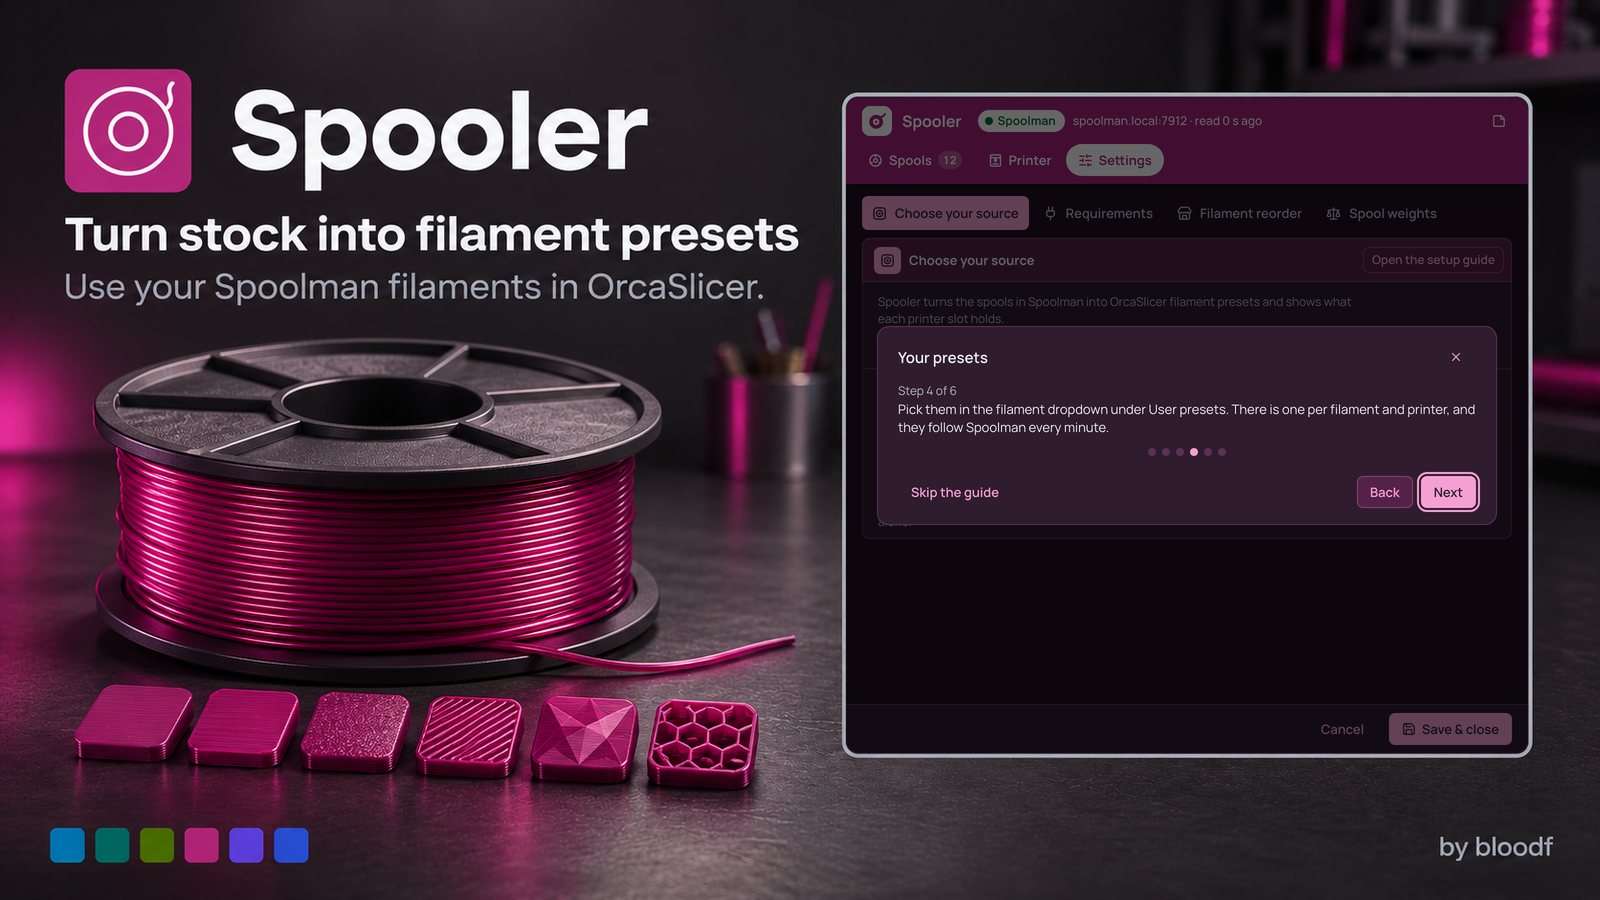 Spooler
Turn stock into filament presets
Use your Spoolman filaments in OrcaSlicer.
Spooler
Spoolman
spoolman.local:7912 · read 0 s ago
Spools 12
Printer
Settings
Choose your source
Requirements
Filament reorder
Spool weights
Choose your source
Open the setup guide
Spooler turns the spools in Spoolman into OrcaSlicer filament presets and shows what
each printer slot holds.
Your presets
Step 4 of 6
Pick them in the filament dropdown under User presets. There is one per filament and printer, and
they follow Spoolman every minute.
Skip the guide
Back
Next
Cancel
Save & close
by bloodf